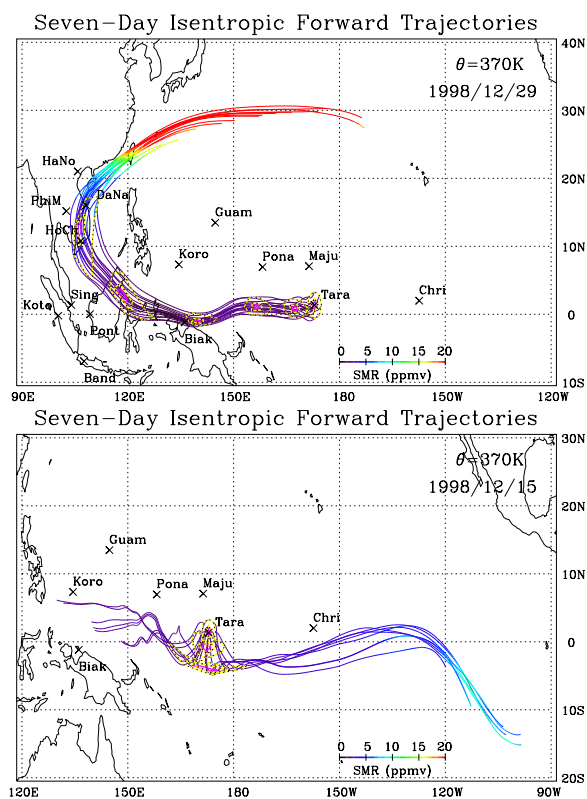 Seven-Day Isentropic Forward Trajectories
40N
θ=370K
1998/12/29
30N
HaNo
20N
PhiM
DaNa
Guam
HoCh
10N
Koro
Pona
Maju
Sing
Tara
Chri
Koto
0
Pont
Biak
0 5 10 15 20
SMR (ppmv)
Band
10S
90E 120E 150E 180 150W 120W
Seven-Day Isentropic Forward Trajectories
30N
θ=370K
1998/12/15
20N
Guam
10N
Koro
Pona
Maju
Tara
Chri
0
Biak
10S
0 5 10 15 20
SMR (ppmv)
20S
120E 150E 180 150W 120W 90W